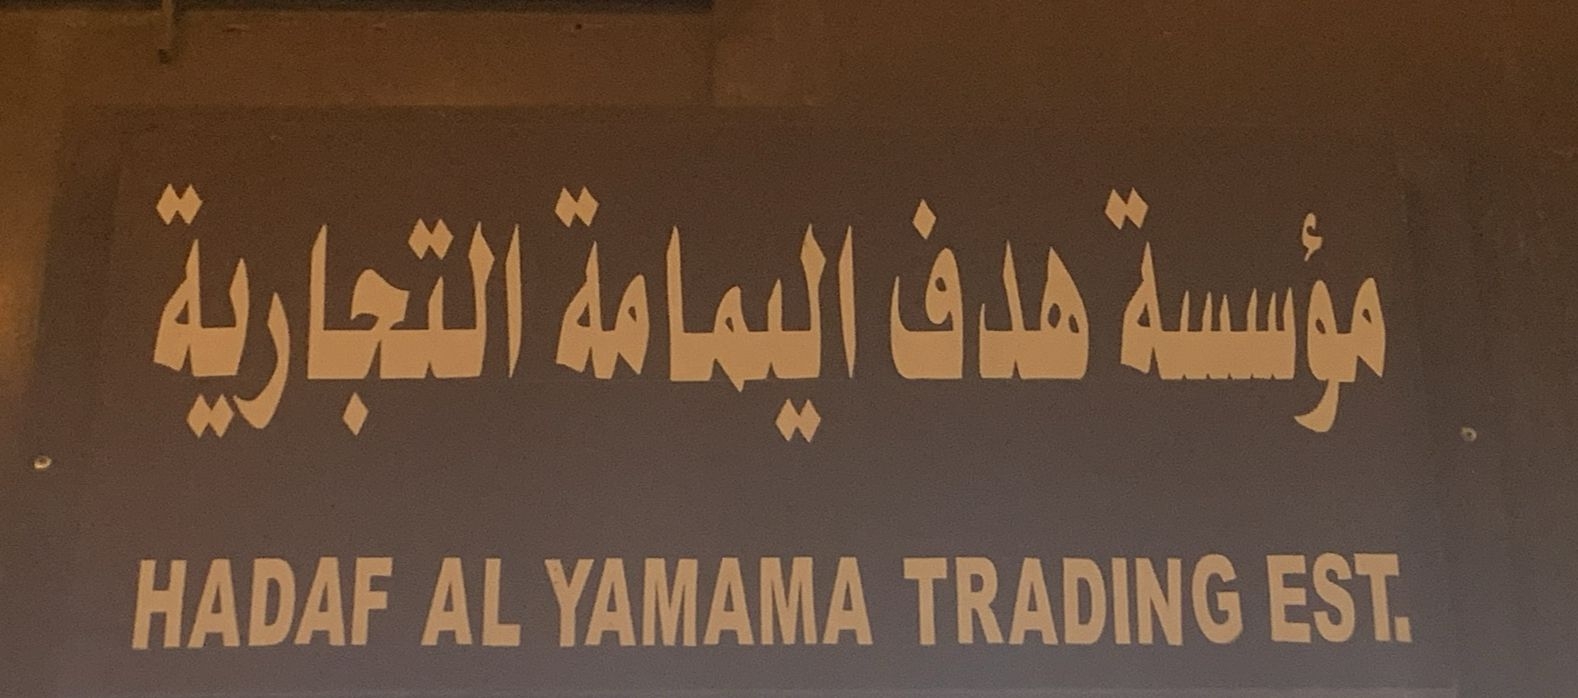 مؤسسة هدف اليمامة التجارية
HADAF AL YAMAMA TRADING EST.